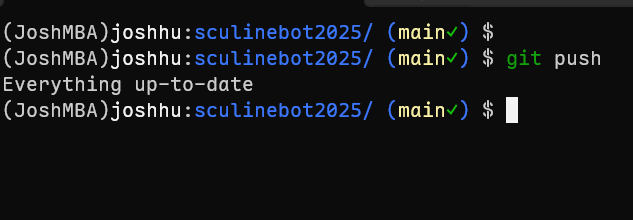 (JoshMBA)joshhu:sculinebot2025/ (main✓) $
(JoshMBA)joshhu:sculinebot2025/ (main✓) $ git push
Everything up-to-date
(JoshMBA)joshhu:sculinebot2025/ (main✓) $